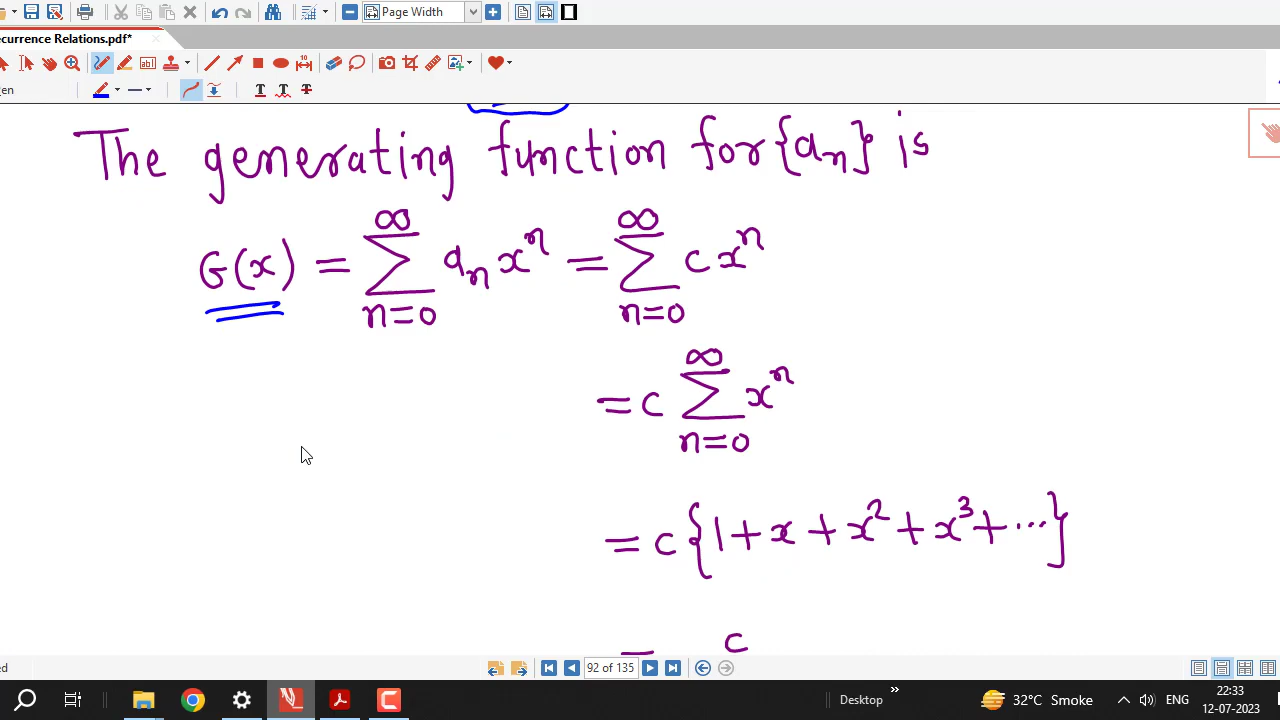 Page Width
currence Relations.pdf*
The generating function for {aₙ} is
G(x) = ∑_{n=0}^{∞} aₙxⁿ = ∑_{n=0}^{∞} cxⁿ
= c ∑_{n=0}^{∞} xⁿ
= c{1+x+x²+x³+⋯}
= c
92 of 135
Desktop
»
32°C Smoke
ENG
22:33
12-07-2023